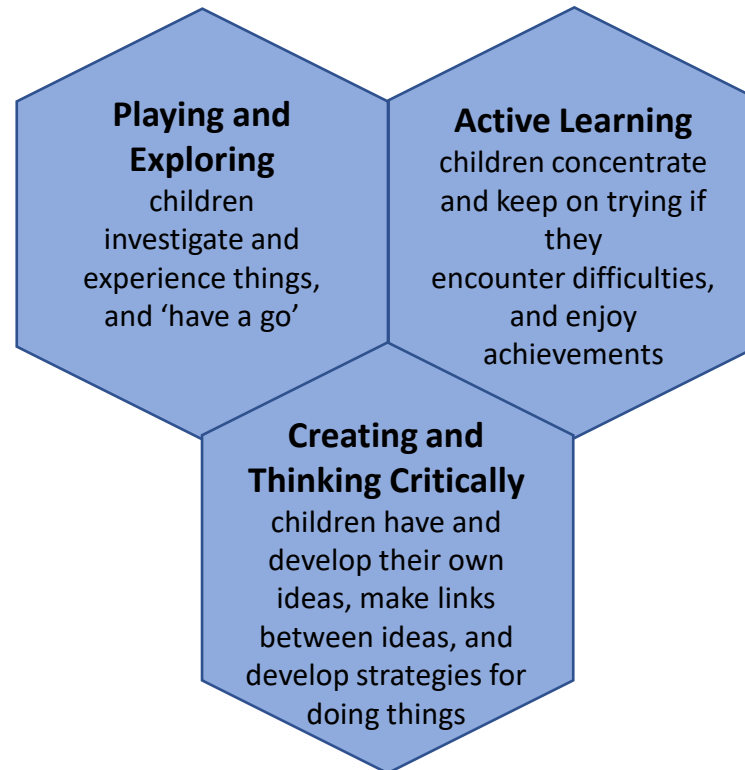 Playing and
Exploring
children
investigate and
experience things,
and ‘have a go’
Active Learning
children concentrate
and keep on trying if
they
encounter difficulties,
and enjoy
achievements
Creating and
Thinking Critically
children have and
develop their own
ideas, make links
between ideas, and
develop strategies for
doing things